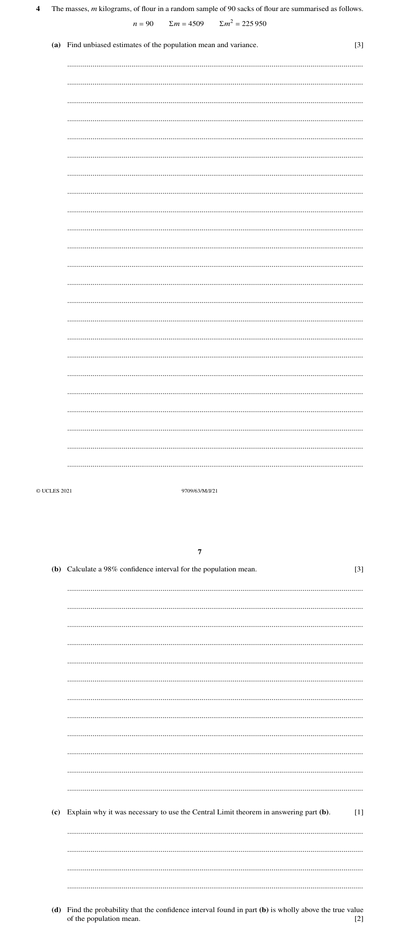 4 The masses, m kilograms, of flour in a random sample of 90 sacks of flour are summarised as follows.
n = 90 Σm = 4509 Σm² = 225 950
(a) Find unbiased estimates of the population mean and variance. [3]
© UCLES 2021 9709/63/M/J/21
7
(b) Calculate a 98% confidence interval for the population mean. [3]
(c) Explain why it was necessary to use the Central Limit theorem in answering part (b). [1]
(d) Find the probability that the confidence interval found in part (b) is wholly above the true value
of the population mean. [2]